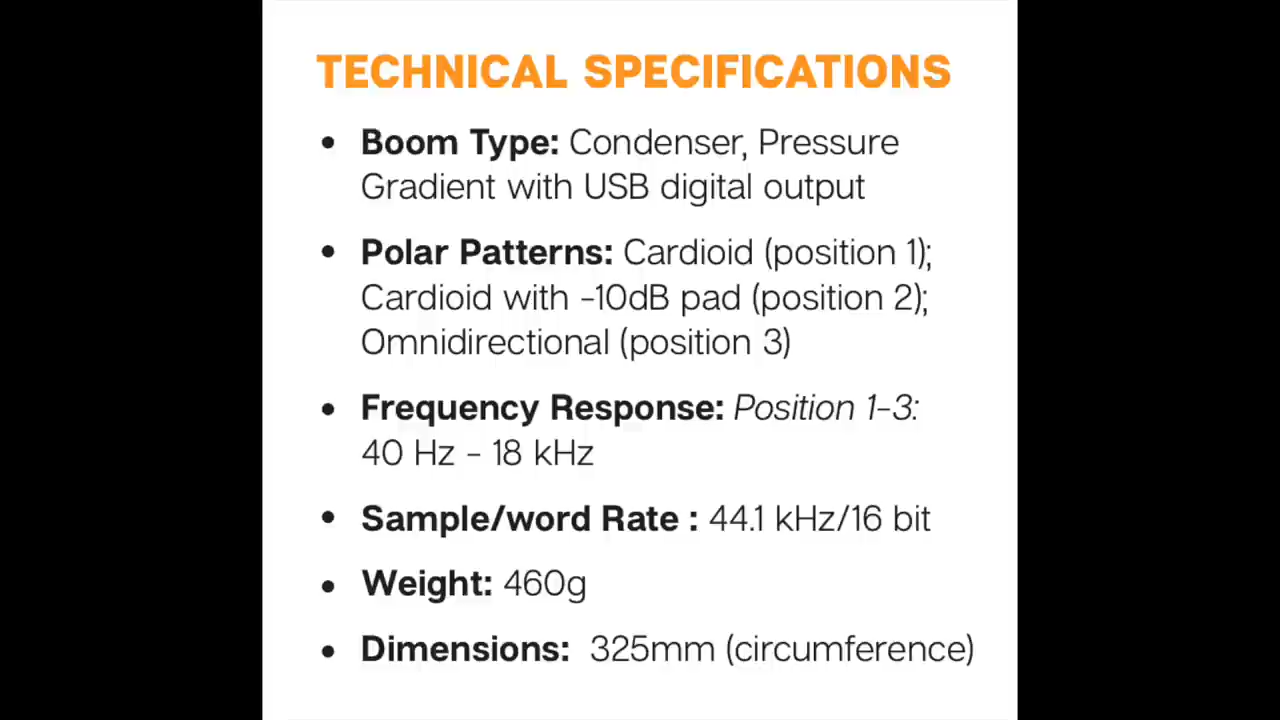 TECHNICAL SPECIFICATIONS
• Boom Type: Condenser, Pressure
Gradient with USB digital output
• Polar Patterns: Cardioid (position 1);
Cardioid with -10dB pad (position 2);
Omnidirectional (position 3)
• Frequency Response: Position 1-3:
40 Hz - 18 kHz
• Sample/word Rate : 44.1 kHz/16 bit
• Weight: 460g
• Dimensions: 325mm (circumference)